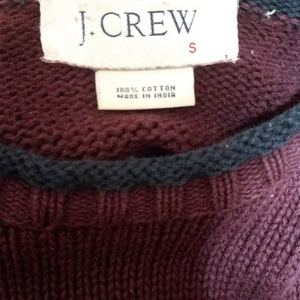 J.CREW
S
100% COTTON
MADE IN INDIA